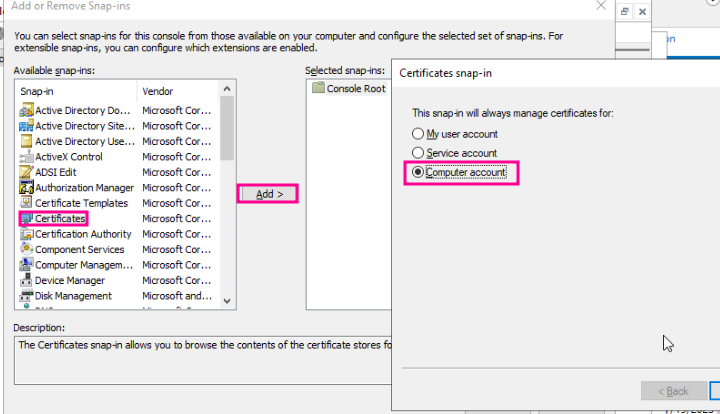 Add or Remove Snap-ins
You can select snap-ins for this console from those available on your computer and configure the selected set of snap-ins. For
extensible snap-ins, you can configure which extensions are enabled.
Available snap-ins:
Selected snap-ins:
Snap-in Vendor
Active Directory Do... Microsoft Cor...
Active Directory Site... Microsoft Cor...
Active Directory Use... Microsoft Cor...
ActiveX Control Microsoft Cor...
ADSI Edit Microsoft Cor...
Authorization Manager Microsoft Cor...
Certificate Templates Microsoft Cor...
Certificates Microsoft Cor...
Certification Authority Microsoft Cor...
Component Services Microsoft Cor...
Computer Managem... Microsoft Cor...
Device Manager Microsoft Cor...
Disk Management Microsoft and...
Add >
Console Root
Certificates snap-in
This snap-in will always manage certificates for:
My user account
Service account
Computer account
Description:
The Certificates snap-in allows you to browse the contents of the certificate stores fo
< Back